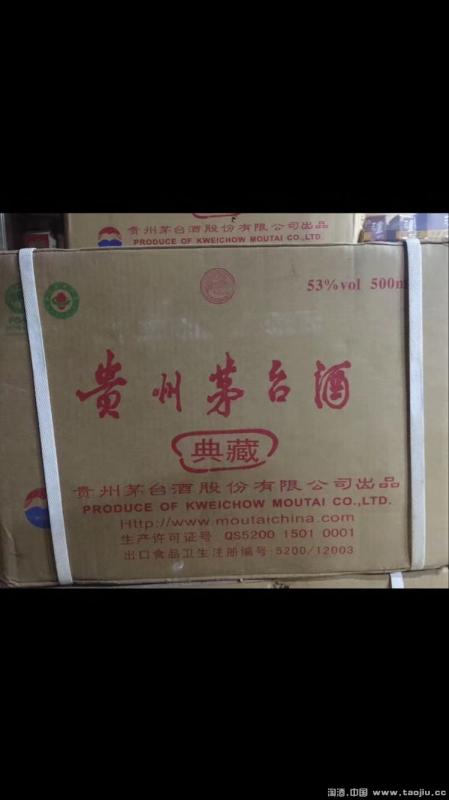 贵州茅台酒股份有限公司出品
PRODUCE OF KWEICHOW MOUTAI CO.,LTD.
53%vol 500m
贵州茅台酒
典藏
贵州茅台酒股份有限公司出品
PRODUCE OF KWEICHOW MOUTAI CO.,LTD.
Http://www.moutaichina.com
生产许可证号 QS5200 1501 0001
出口食品卫生注册编号:5200/12003
淘酒.中国 www.taojiu.cc